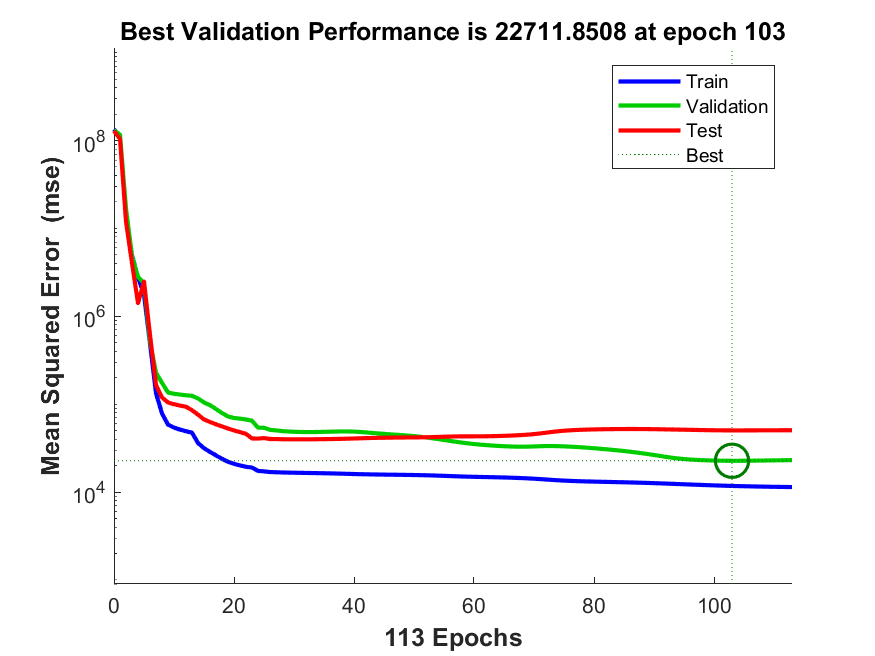 Best Validation Performance is 22711.8508 at epoch 103
Mean Squared Error (mse)
10^8
10^6
10^4
Train
Validation
Test
Best
0 20 40 60 80 100
113 Epochs